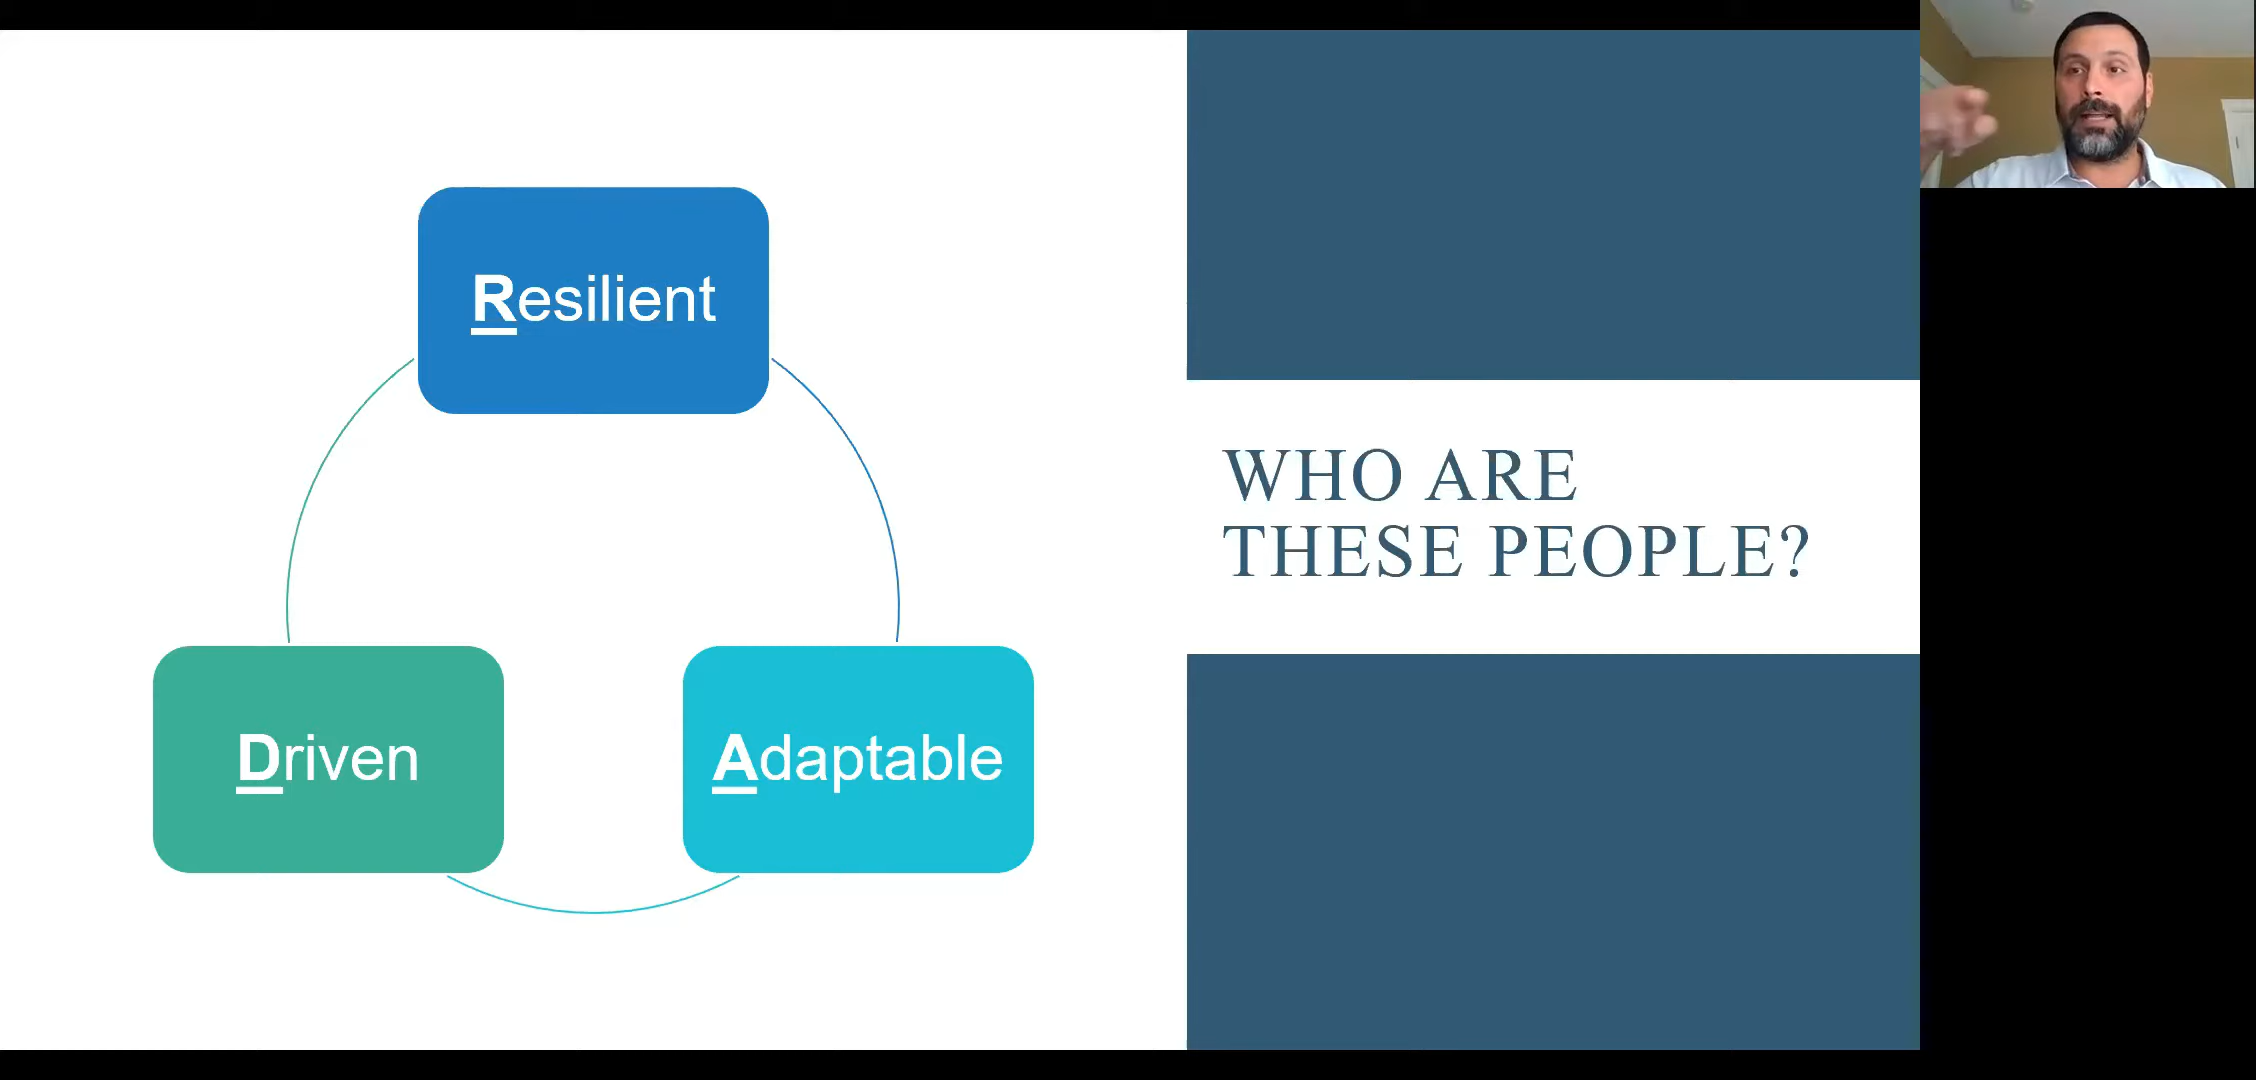 Resilient
Driven
Adaptable
WHO ARE
THESE PEOPLE?